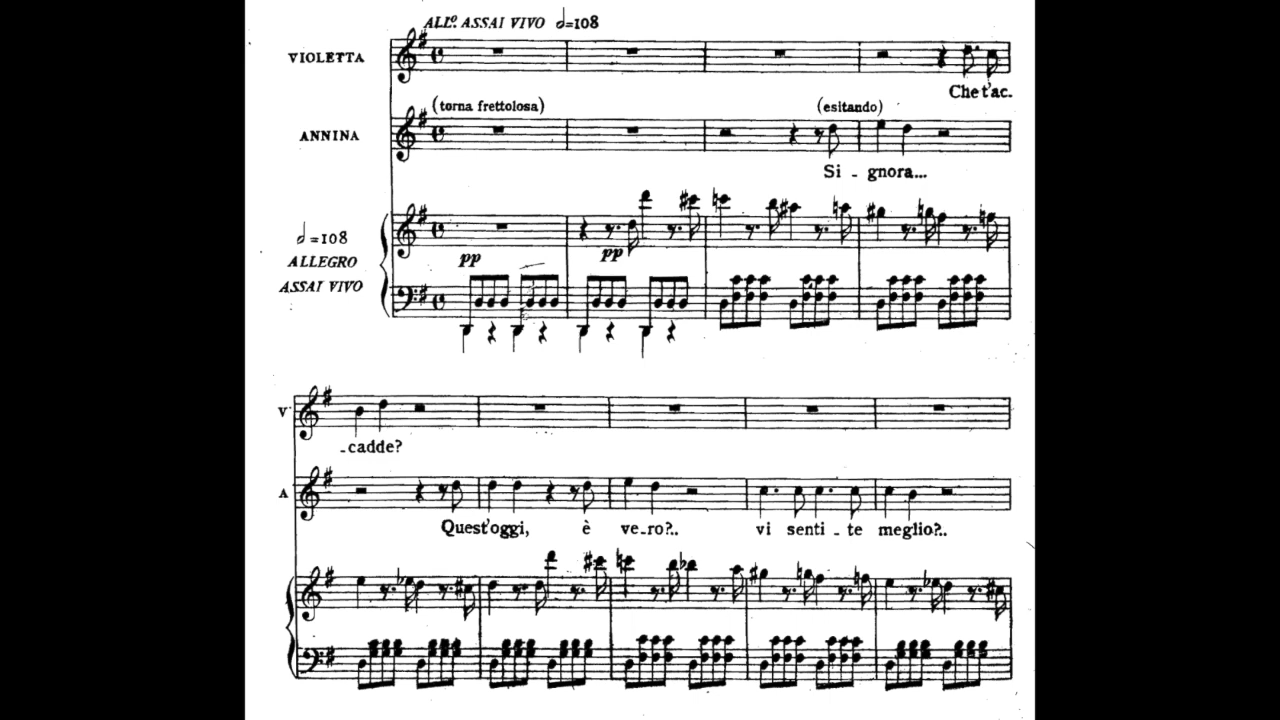 ALLº. ASSAI VIVO 𝅗𝅥=108
VIOLETTA
Che t'ac.
(torna frettolosa)
(esitando)
ANNINA
Si - gnora...
𝅗𝅥=108
ALLEGRO
ASSAI VIVO
pp
pp
V
-cadde?
A
Quest'oggi, è ve-ro?.. vi senti - te meglio?..